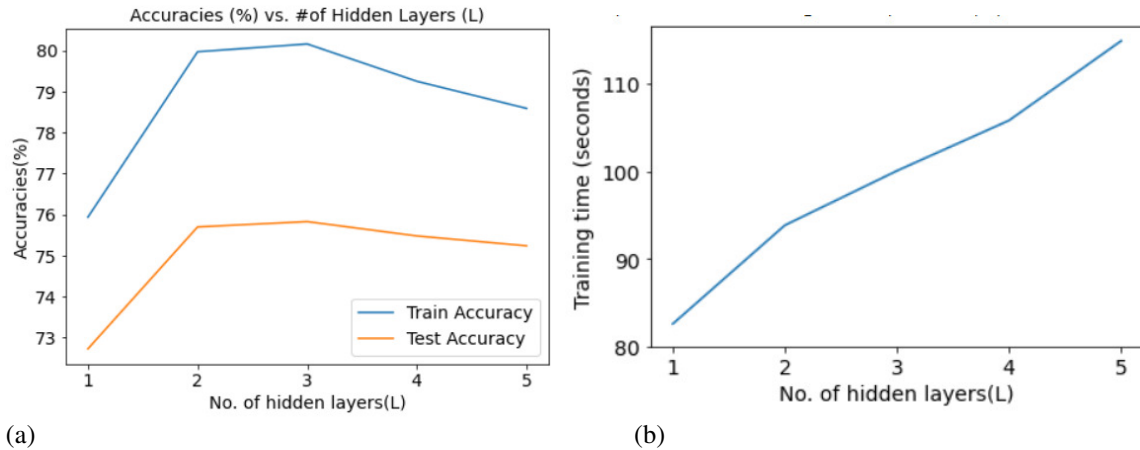 Accuracies (%) vs. #of Hidden Layers (L)
Accuracies(%)
80
79
78
77
76
75
74
73
Train Accuracy
Test Accuracy
1 2 3 4 5
No. of hidden layers(L)
(a)
Training time (seconds)
110
100
90
80
1 2 3 4 5
No. of hidden layers(L)
(b)